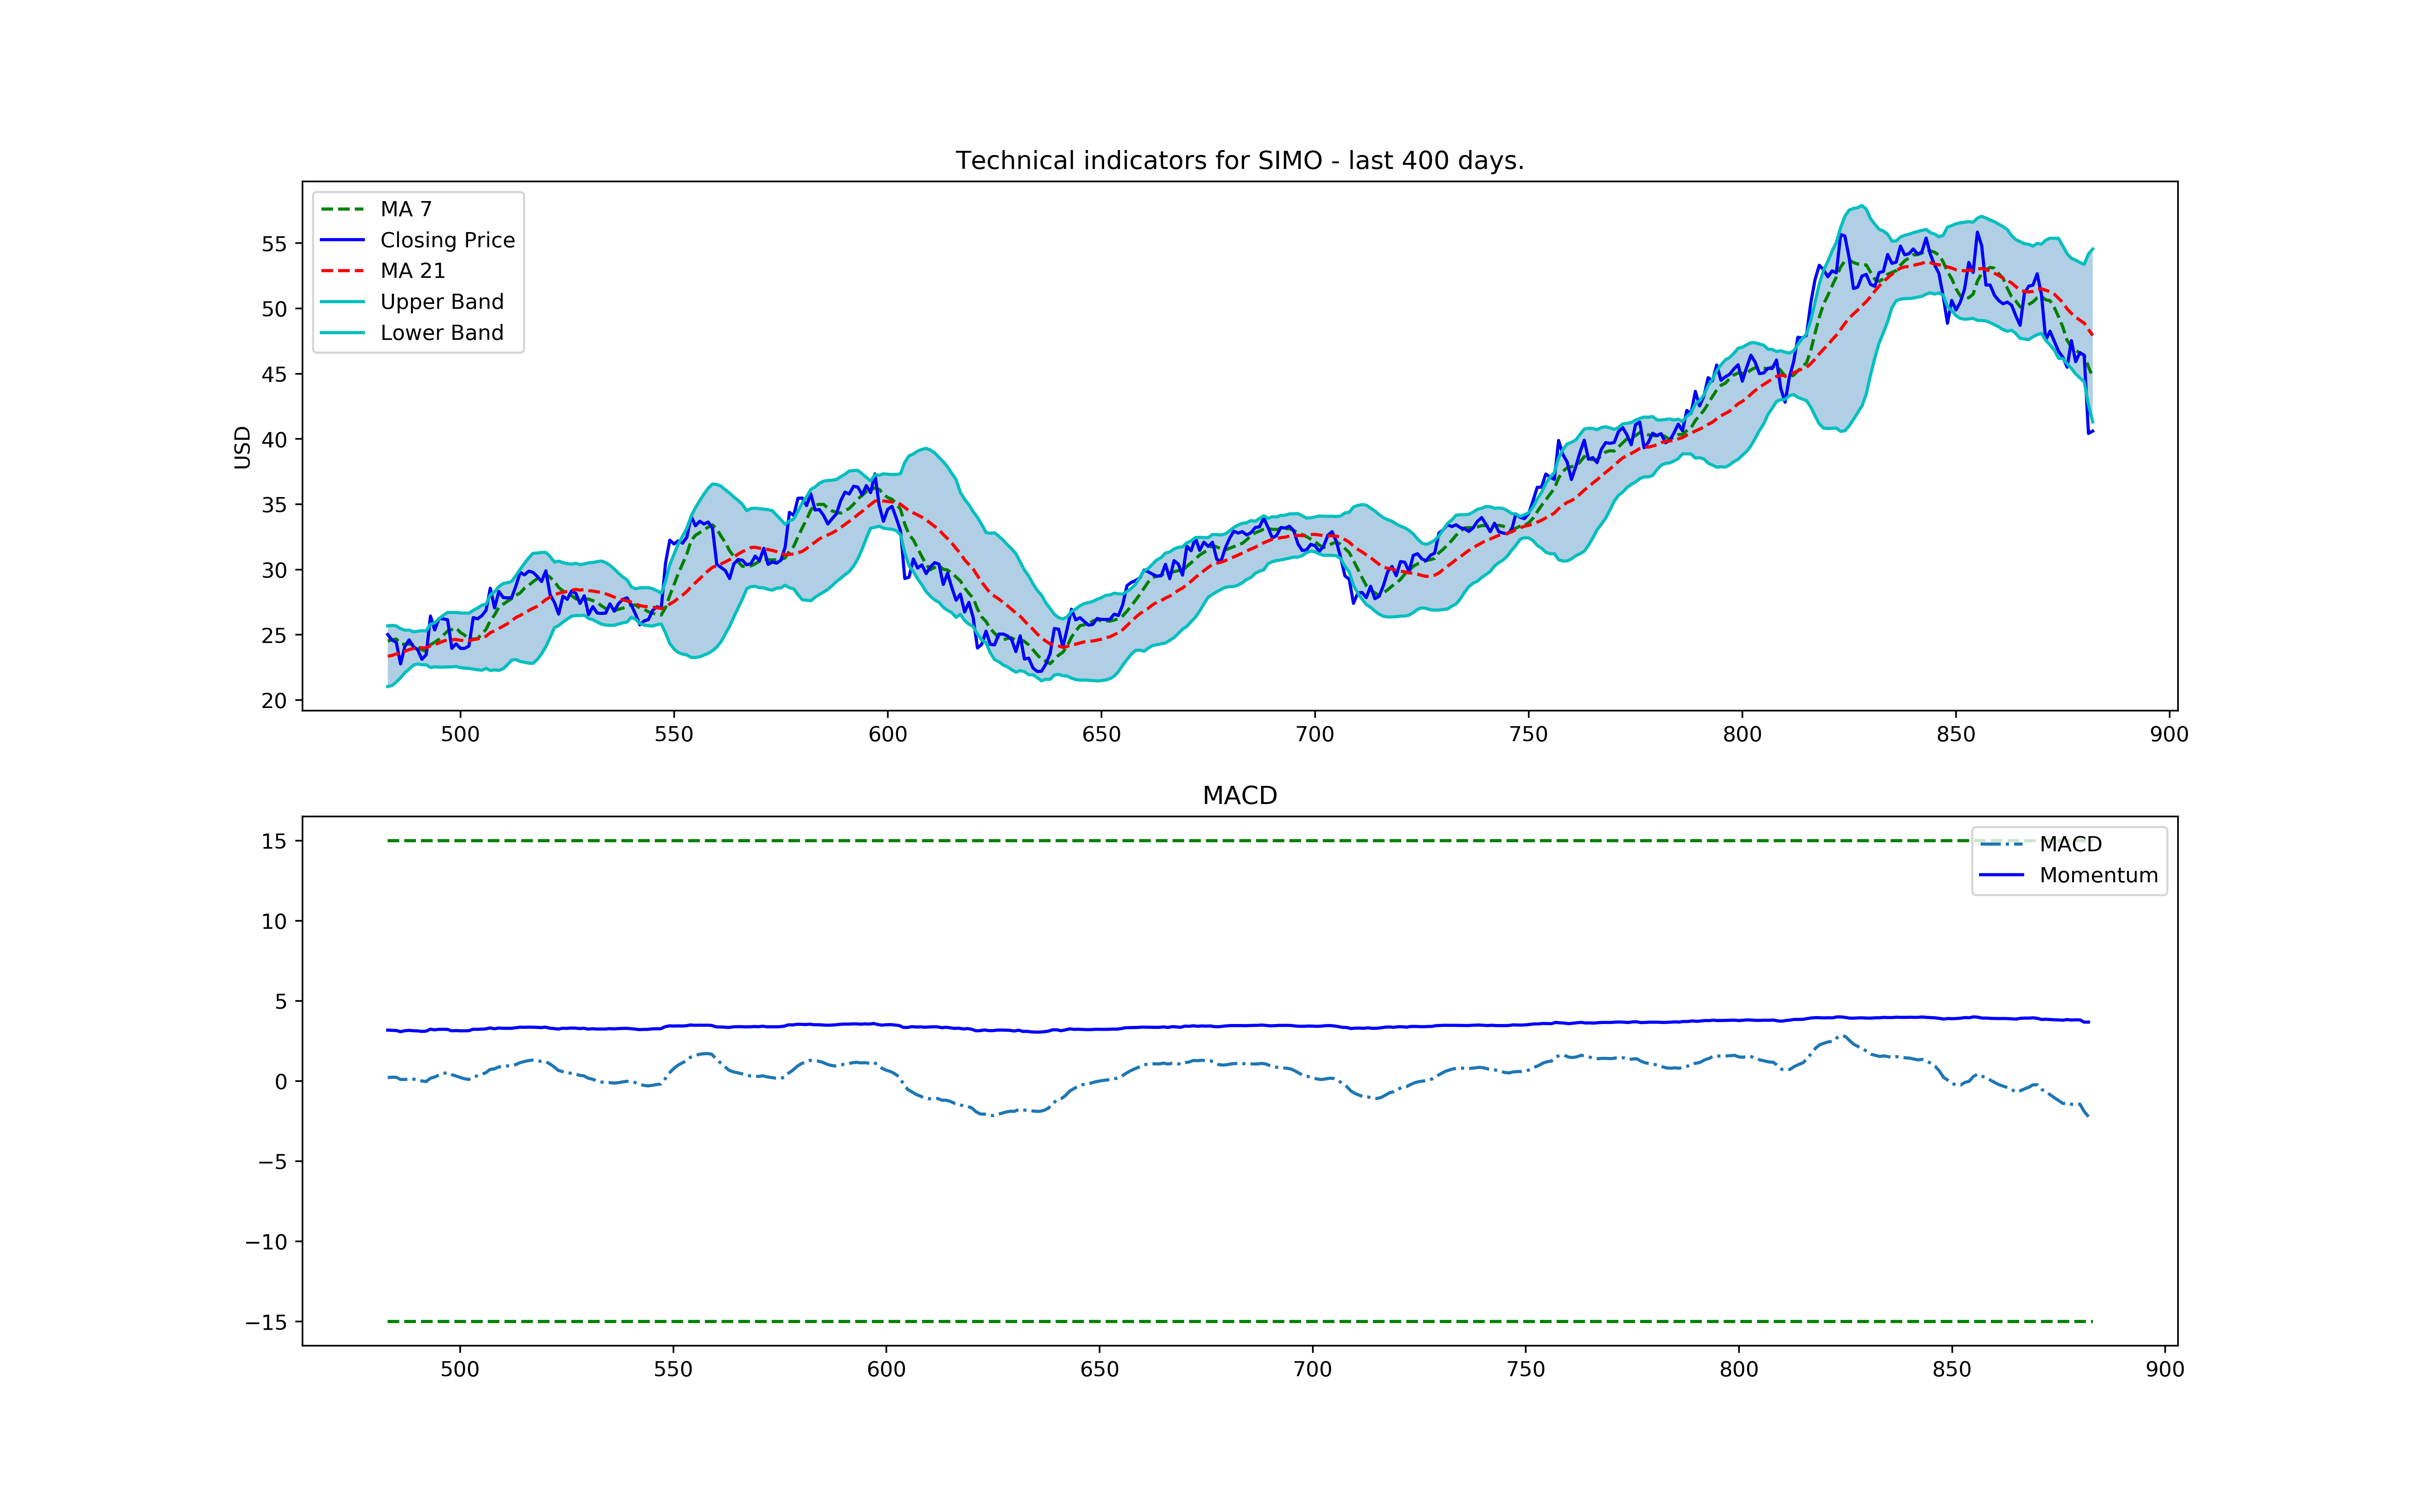 Technical indicators for SIMO - last 400 days.
MA 7
Closing Price
MA 21
Upper Band
Lower Band
USD
55
50
45
40
35
30
25
20
500 550 600 650 700 750 800 850 900
MACD
MACD
Momentum
15
10
5
0
−5
−10
−15
500 550 600 650 700 750 800 850 900